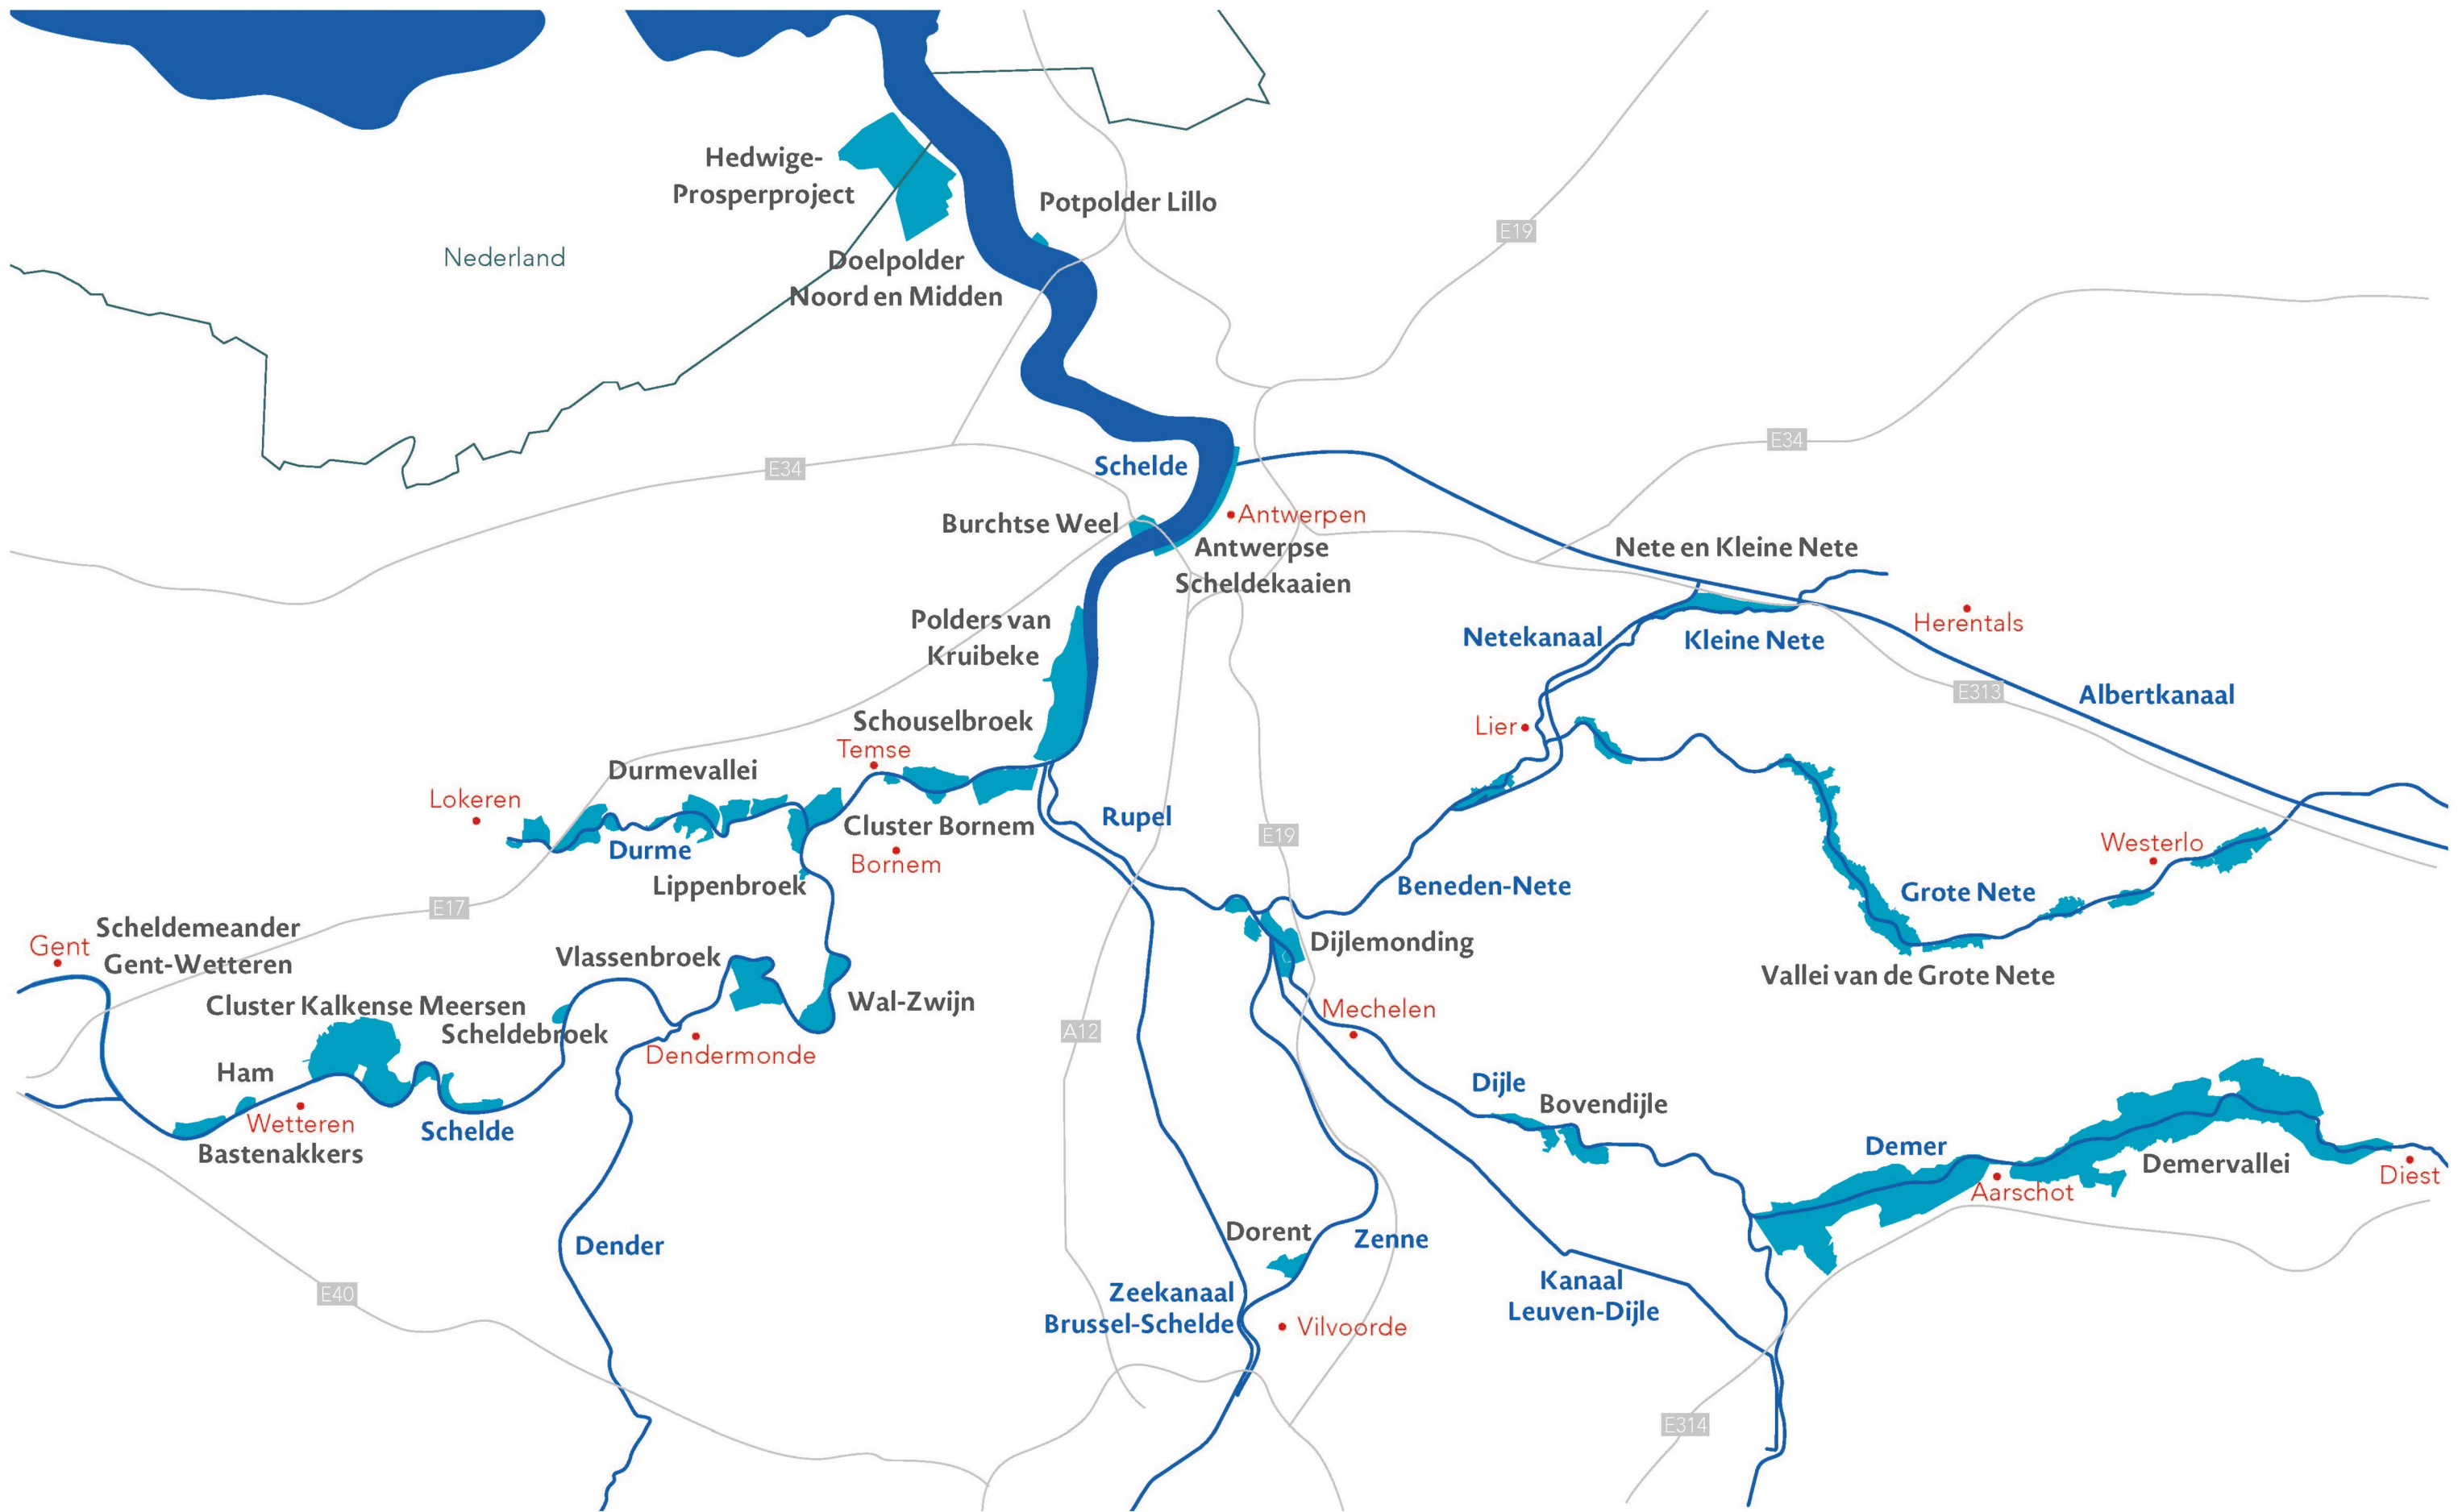 Hedwige-
Prosperproject
Potpolder Lillo
E19
Nederland
Doelpolder
Noord en Midden
E34
E34
Schelde
Burchtse Weel
Antwerpen
Antwerpse
Scheldekaaien
Nete en Kleine Nete
Polders van
Kruibeke
Netekanaal
Kleine Nete
Herentals
E313
Albertkanaal
Schouselbroek
Temse
Lier
Durmevallei
Lokeren
Durme
Cluster Bornem
Bornem
Rupel
E19
Westerlo
Lippenbroek
Beneden-Nete
Grote Nete
E17
Scheldemeander
Gent-Wetteren
Gent
Vlassenbroek
Dijlemonding
Vallei van de Grote Nete
Cluster Kalkense Meersen
Scheldebroek
Wal-Zwijn
Mechelen
A12
Dendermonde
Ham
Wetteren
Bastenakkers
Schelde
Dijle
Bovendijle
Demer
Aarschot
Demervallei
Diest
Dender
Dorent
Zenne
E40
Zeekanaal
Brussel-Schelde
Vilvoorde
Kanaal
Leuven-Dijle
E314